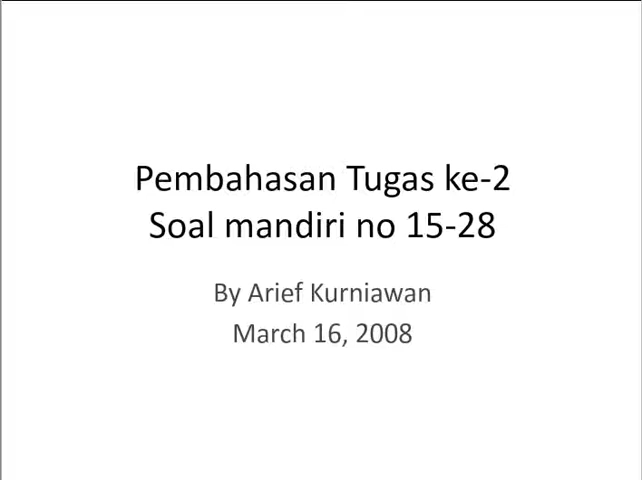 Pembahasan Tugas ke-2
Soal mandiri no 15-28
By Arief Kurniawan
March 16, 2008